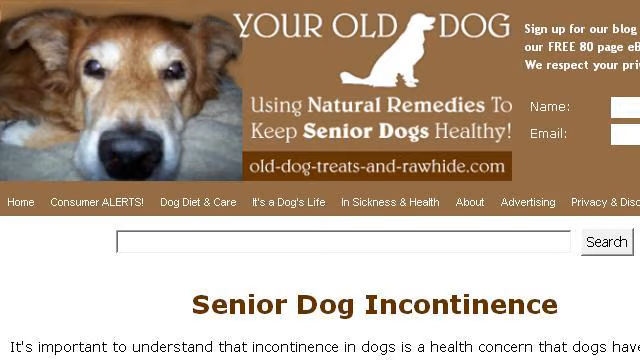 YOUR OLD DOG
Using Natural Remedies To
Keep Senior Dogs Healthy!
old-dog-treats-and-rawhide.com
Sign up for our blog
our FREE 80 page
We respect your
Name:
Email:
Home Consumer ALERTS! Dog Diet & Care It's a Dog's Life In Sickness & Health About Advertising Privacy &
Search
Senior Dog Incontinence
It's important to understand that incontinence in dogs is a health concern that dogs have